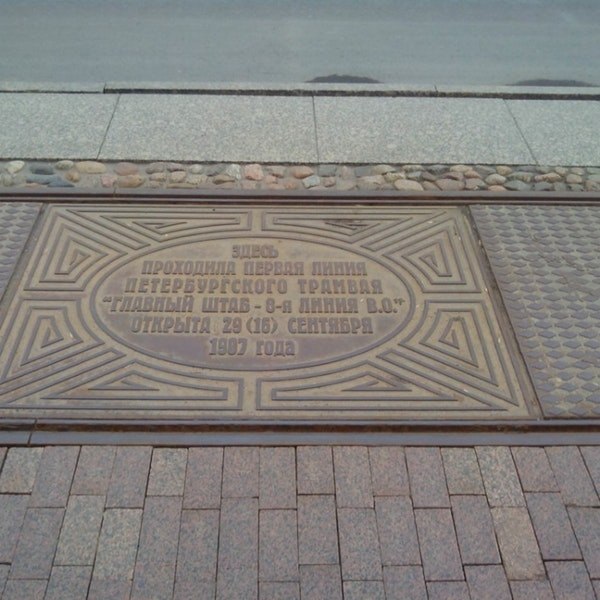 ЗДЕСЬ
ПРОХОДИЛА ПЕРВАЯ ЛИНИЯ
ПЕТЕРБУРГСКОГО ТРАМВАЯ
"ГЛАВНЫЙ ШТАБ - 8-Я ЛИНИЯ В.О."
ОТКРЫТА 29 (16) СЕНТЯБРЯ
1907 ГОДА